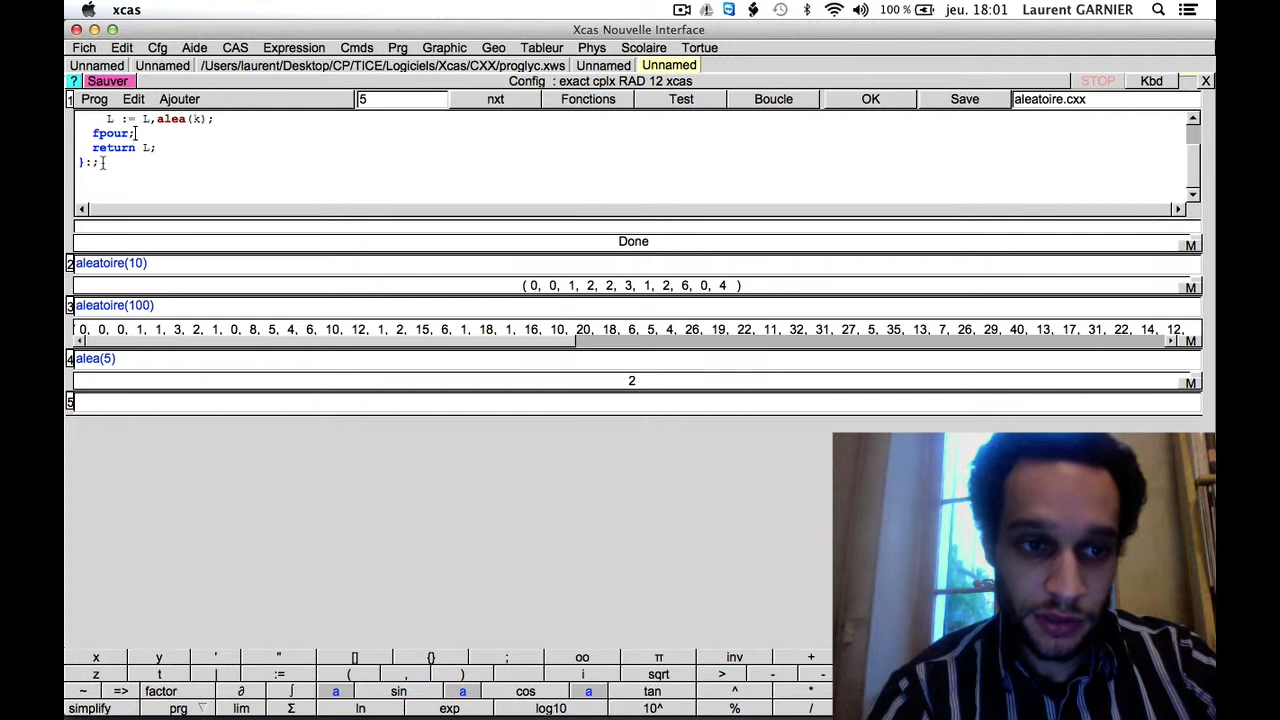 xcas 100 % jeu. 18:01 Laurent GARNIER
Xcas Nouvelle Interface
Fich Edit Cfg Aide CAS Expression Cmds Prg Graphic Geo Tableur Phys Scolaire Tortue
Unnamed Unnamed /Users/laurent/Desktop/CP/TICE/Logiciels/Xcas/CXX/proglyc.xws Unnamed Unnamed
? Sauver Config : exact cplx RAD 12 xcas STOP Kbd X
1 Prog Edit Ajouter 5 nxt Fonctions Test Boucle OK Save aleatoire.cxx
L := L,alea(k);
fpour;
return L;
}:;
Done M
2 aleatoire(10)
( 0, 0, 1, 2, 2, 3, 1, 2, 6, 0, 4 ) M
3 aleatoire(100)
0, 0, 0, 1, 1, 3, 2, 1, 0, 8, 5, 4, 6, 10, 12, 1, 2, 15, 6, 1, 18, 1, 16, 10, 20, 18, 6, 5, 4, 26, 19, 22, 11, 32, 31, 27, 5, 35, 13, 7, 26, 29, 40, 13, 17, 31, 22, 14, 12,
M
4 alea(5)
2 M
5
x y ' " [] {} ; oo π inv +
z t | := ( , ) i sqrt > - -
~ => factor ∂ ∫ a sin a cos a tan ^ *
simplify prg lim Σ ln exp log10 10^ % /